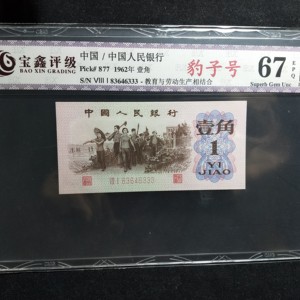 宝鑫评级
BAO XIN GRADING
中国 / 中国人民银行
Pick# 877 1962年 壹角
S/N VIII I 83646333 - 教育与劳动生产相结合
豹子号
67 EPQ
Superb Gem Unc
中国人民银行
壹角
1
YI
JIAO